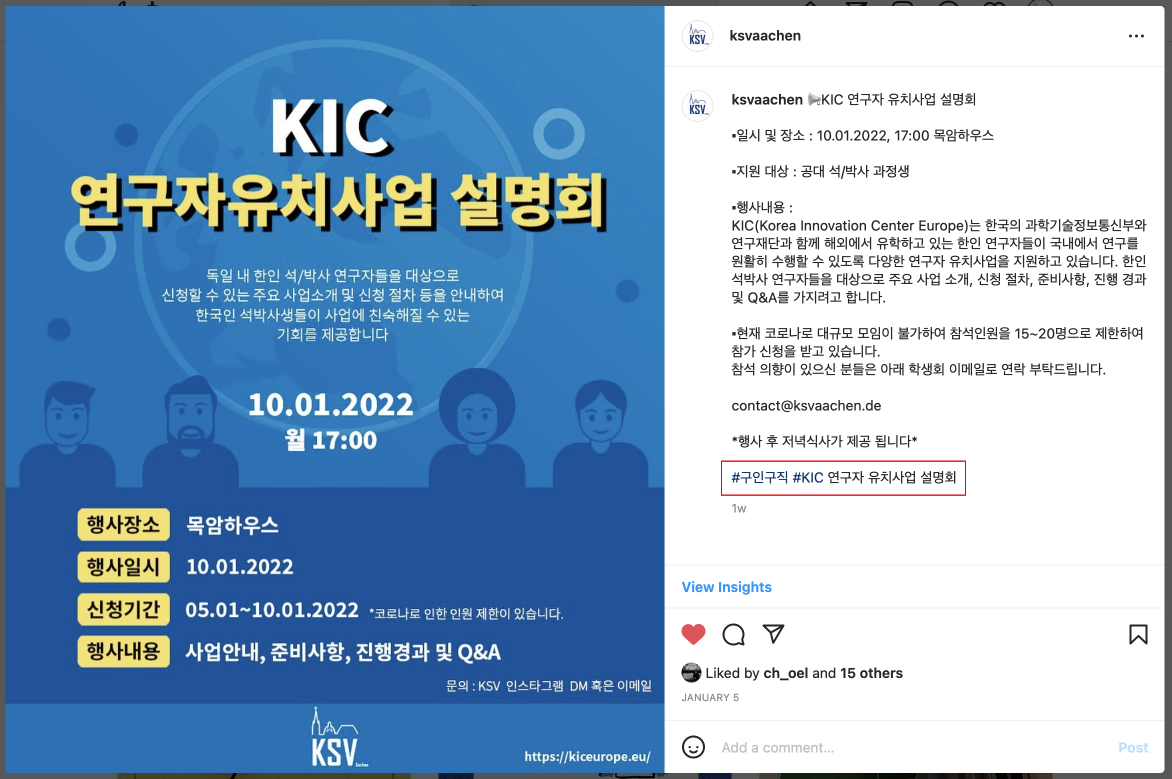 KIC
연구자유치사업 설명회
독일 내 한인 석/박사 연구자들을 대상으로
신청할 수 있는 주요 사업소개 및 신청 절차 등을 안내하여
한국인 석박사생들이 사업에 친숙해질 수 있는
기회를 제공합니다
10.01.2022
월 17:00
행사장소 목암하우스
행사일시 10.01.2022
신청기간 05.01~10.01.2022 *코로나로 인한 인원 제한이 있습니다.
행사내용 사업안내, 준비사항, 진행경과 및 Q&A
문의 : KSV 인스타그램 DM 혹은 이메일
KSV Aachen
https://kiceurope.eu/
KSV
ksvaachen
KSV
ksvaachen KIC 연구자 유치사업 설명회
▪일시 및 장소 : 10.01.2022, 17:00 목암하우스
▪지원 대상 : 공대 석/박사 과정생
▪행사내용 :
KIC(Korea Innovation Center Europe)는 한국의 과학기술정보통신부와
연구재단과 함께 해외에서 유학하고 있는 한인 연구자들이 국내에서 연구를
원활히 수행할 수 있도록 다양한 연구자 유치사업을 지원하고 있습니다. 한인
석박사 연구자들을 대상으로 주요 사업 소개, 신청 절차, 준비사항, 진행 경과
및 Q&A를 가지려고 합니다.
▪현재 코로나로 대규모 모임이 불가하여 참석인원을 15~20명으로 제한하여
참가 신청을 받고 있습니다.
참석 의향이 있으신 분들은 아래 학생회 이메일로 연락 부탁드립니다.
contact@ksvaachen.de
*행사 후 저녁식사가 제공 됩니다*
#구인구직 #KIC 연구자 유치사업 설명회
1w
View Insights
Liked by ch_oel and 15 others
JANUARY 5
Add a comment...
Post